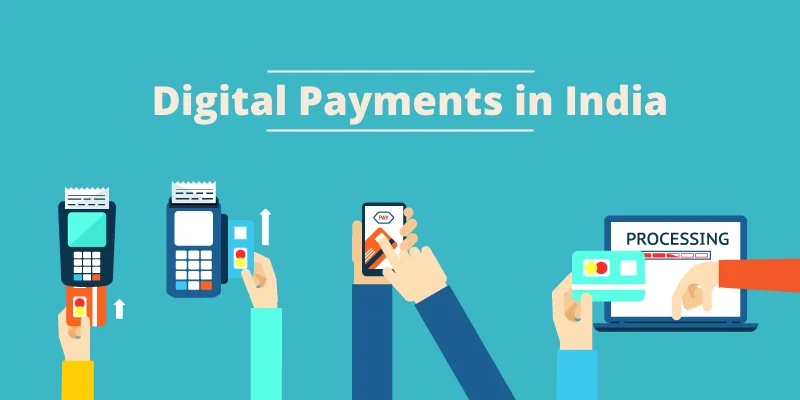 Digital Payments in India
PAY
PROCESSING